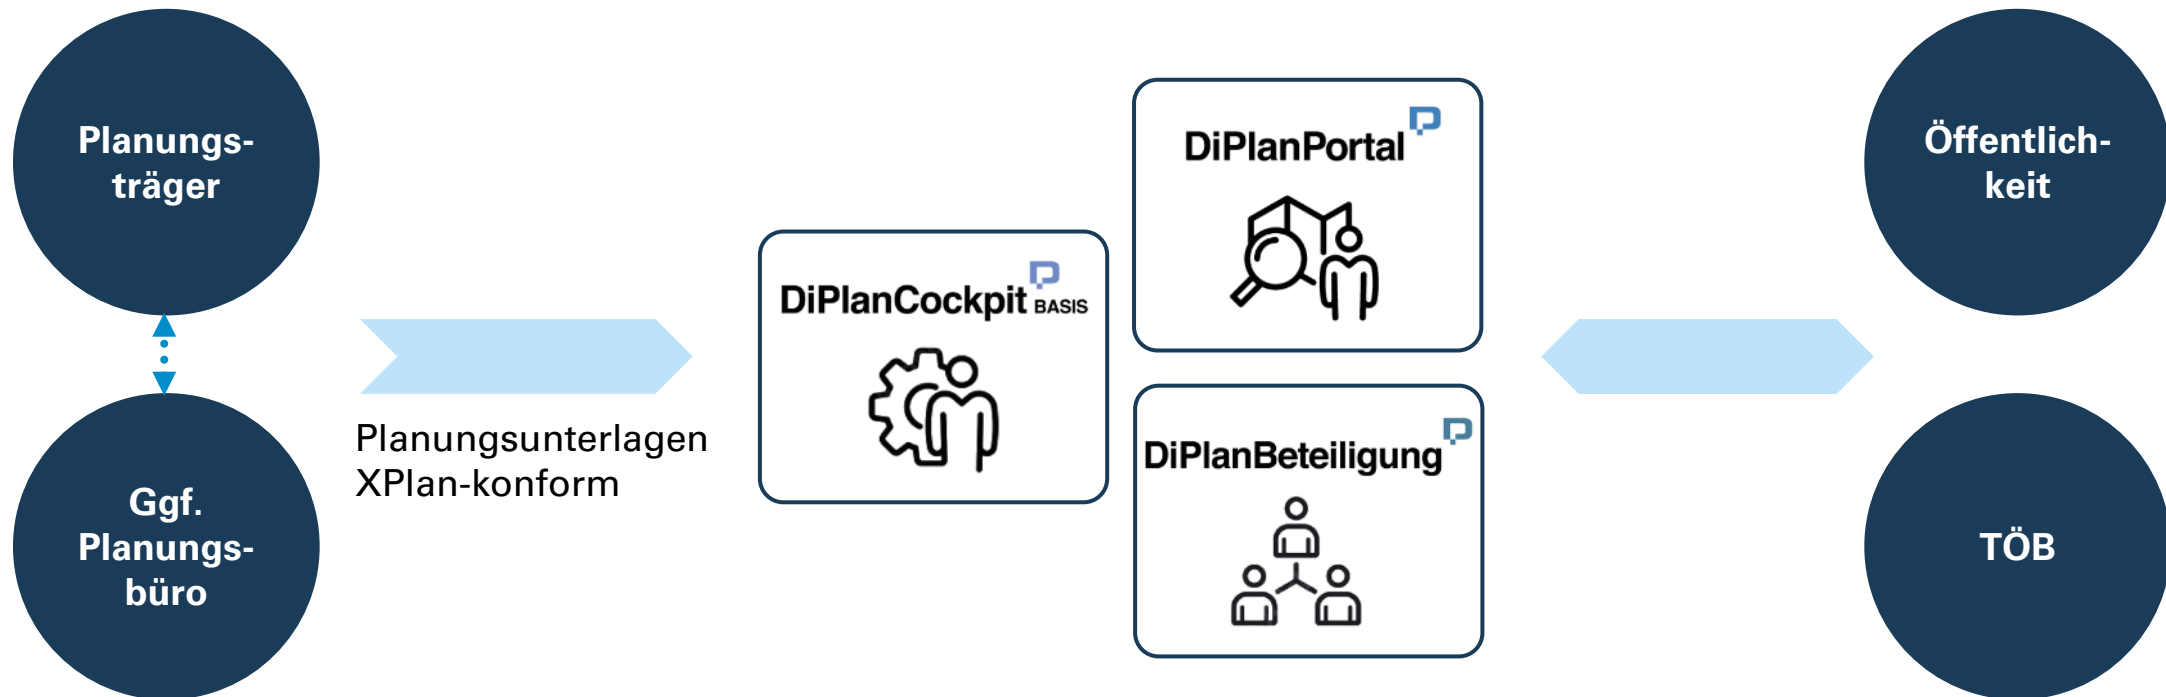 Planungs-
träger
Ggf.
Planungs-
büro
Planungsunterlagen
XPlan-konform
DiPlanCockpit BASIS
DiPlanPortal
DiPlanBeteiligung
Öffentlich-
keit
TÖB